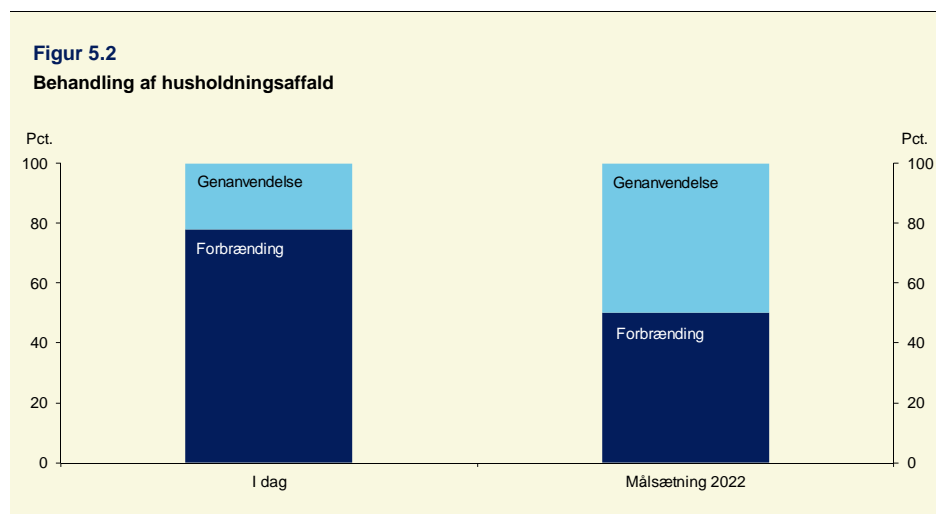 Figur 5.2
Behandling af husholdningsaffald
Pct. Pct.
100 100
Genanvendelse Genanvendelse
80 80
Forbrænding
60 60
Forbrænding
40 40
20 20
0 0
I dag Målsætning 2022